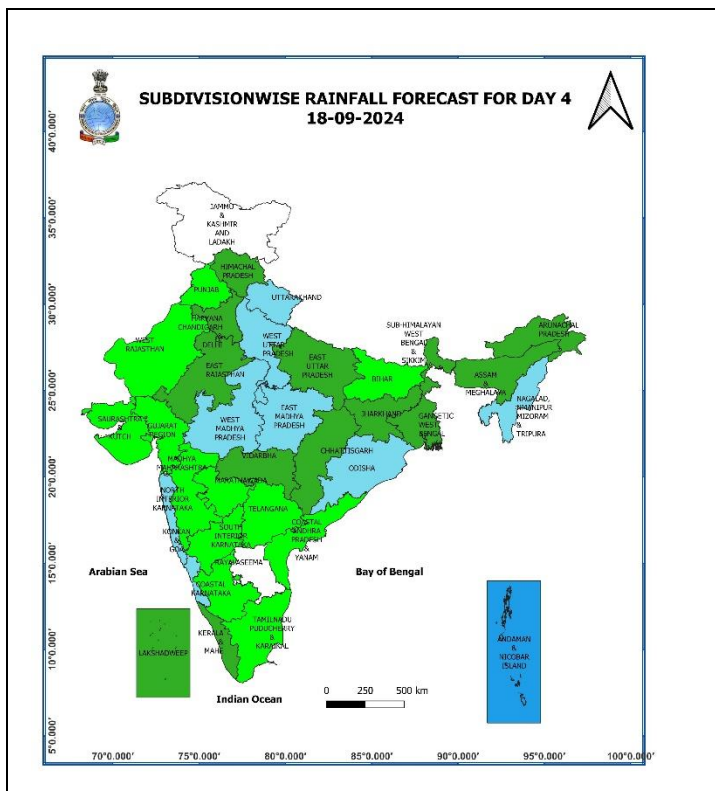 SUBDIVISIONWISE RAINFALL FORECAST FOR DAY 4
18-09-2024
40°0.000'
35°0.000'
30°0.000'
25°0.000'
20°0.000'
15°0.000'
10°0.000'
5°0.000'
JAMMO
&
KASHMIR
AND
LADAKH
HIMACHAL
PRADESH
PUNJAB
UTTARAKHAND
HARYANA
CHANDIGARH
&
DELHI
WEST
RAJASTHAN
WEST
UTTAR
PRADESH
EAST
RAJASTHAN
EAST
UTTAR
PRADESH
SUB-HIMALAYAN
WEST
BENGAL
&
SIKKIM
ARUNACHAL
PRADESH
ASSAM
&
MEGHALAYA
BIHAR
NAGALAD,
NMANIPUR
MIZORAM
&
TRIPURA
SAURASHTRA
&
KUTCH
GUJARAT
REGION
WEST
MADHYA
PRADESH
EAST
MADHYA
PRADESH
JHARKHAND
GANGETIC
WEST
BENGAL
CHHATTISGARH
ODISHA
VIDARBHA
MADHYA
MAHARASHTRA
MARATHAWADA
NORTH
INTERIOR
KARNATAKA
TELANGANA
KONKAN
&
GOA
SOUTH
INTERIOR
KARNATAKA
COASTAL
ANDHRA
PRADESH
&
YANAM
RAYALASEEMA
Arabian Sea
Bay of Bengal
COASTAL
KARNATAKA
TAMILNADU
PUDUCHERRY
&
KARAIKAL
KERALA
&
MAHE
LAKSHADWEEP
ANDAMAN
&
NICOBAR
ISLAND
Indian Ocean
0 250 500 km
70°0.000' 75°0.000' 80°0.000' 85°0.000' 90°0.000' 95°0.000' 100°0.000'